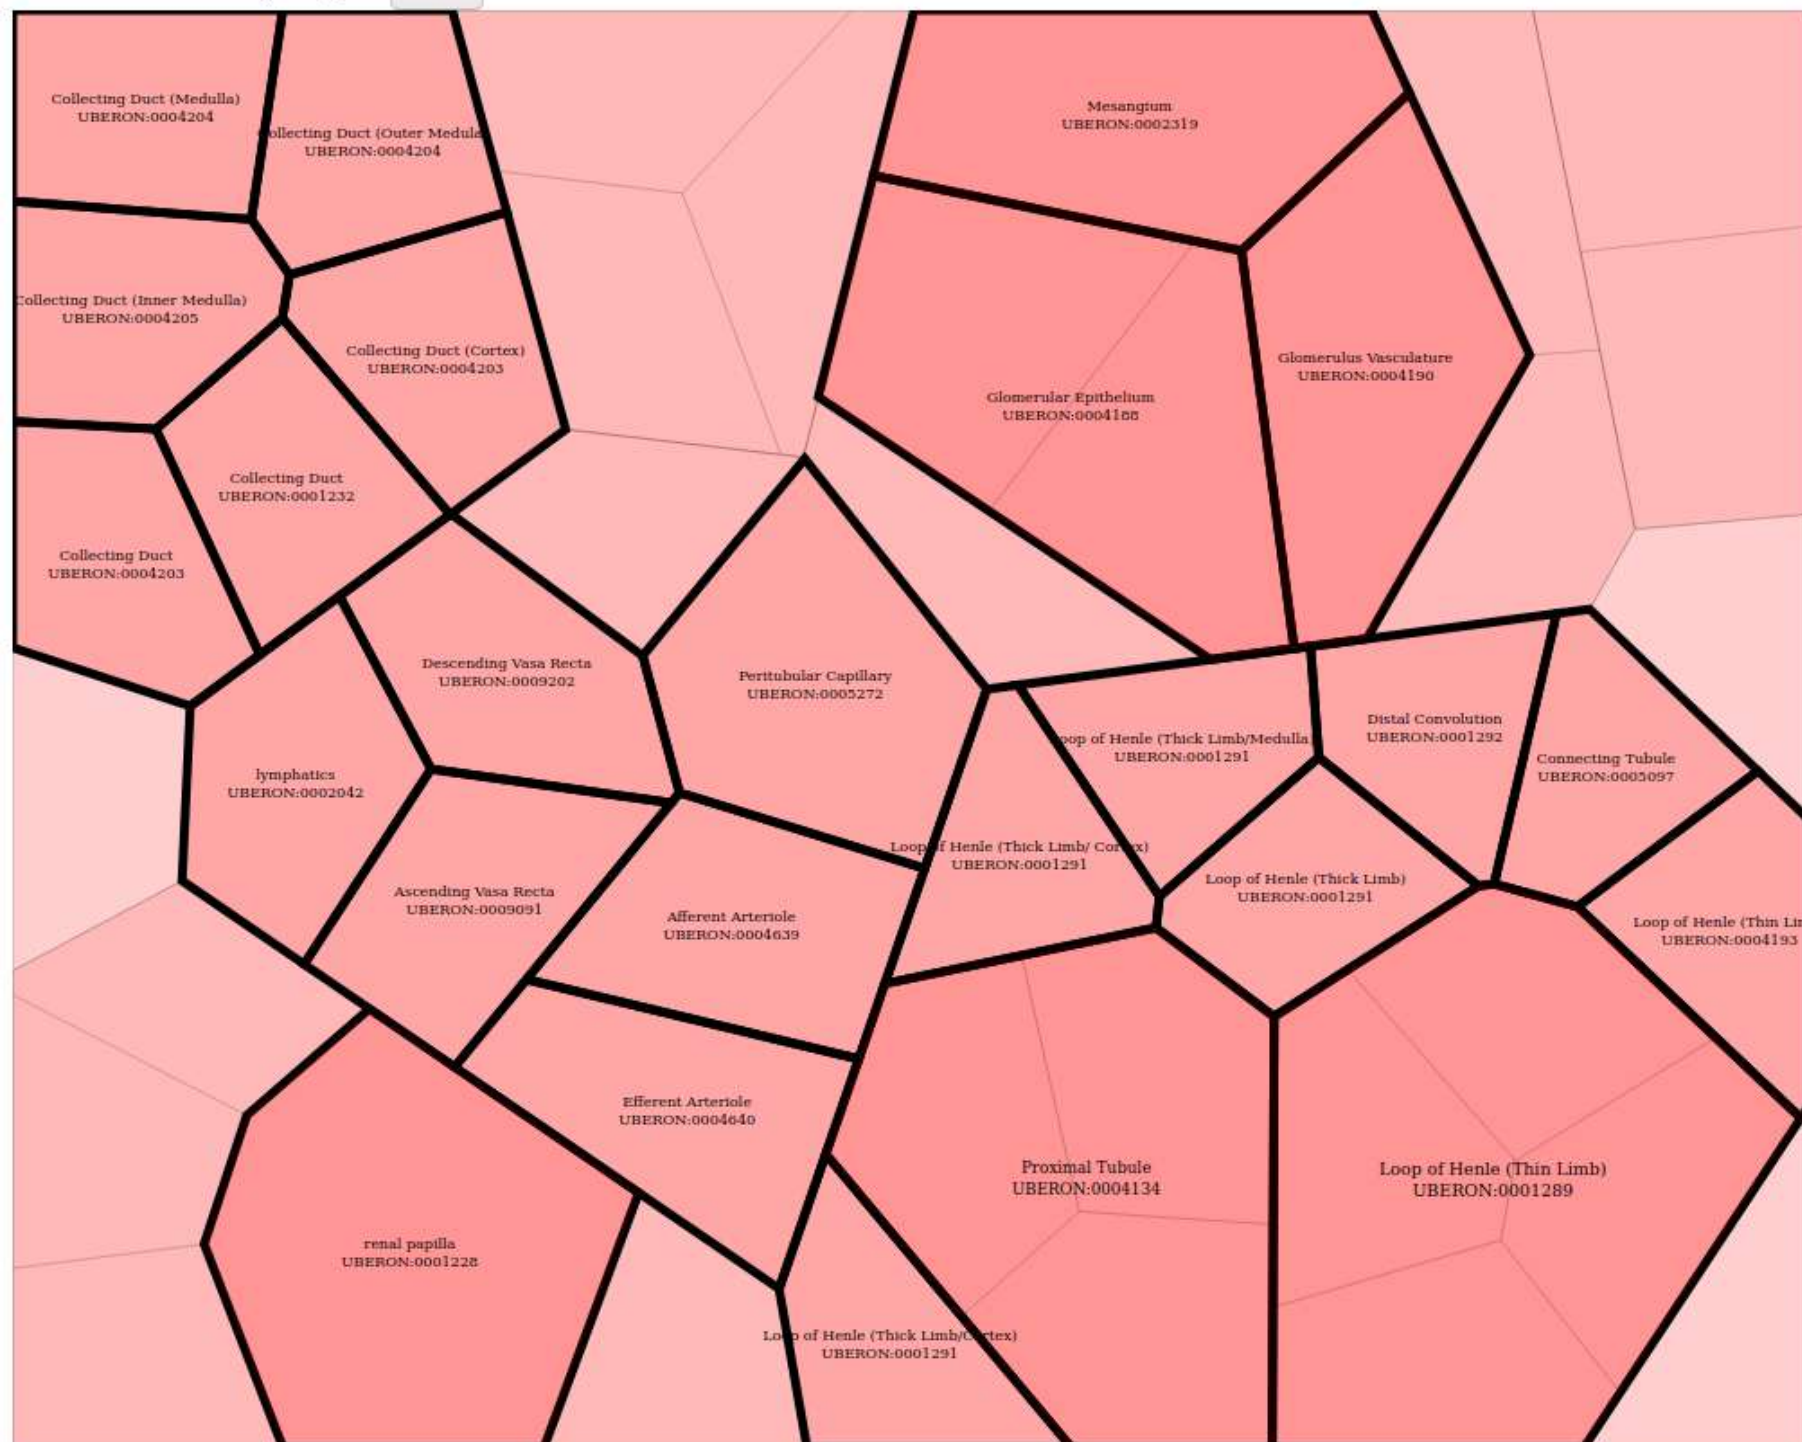 Collecting Duct (Medulla)
UBERON:0004204
Collecting Duct (Outer Medulla
UBERON:0004204
Mesangium
UBERON:0002319
Collecting Duct (Inner Medulla)
UBERON:0004205
Collecting Duct (Cortex)
UBERON:0004203
Glomerular Epithelium
UBERON:0004188
Glomerulus Vasculature
UBERON:0004190
Collecting Duct
UBERON:0001232
Collecting Duct
UBERON:0004203
Descending Vasa Recta
UBERON:0009202
Peritubular Capillary
UBERON:0005272
lymphatics
UBERON:0002042
Loop of Henle (Thick Limb/Medulla
UBERON:0001291
Distal Convolution
UBERON:0001292
Connecting Tubule
UBERON:0005097
Loop of Henle (Thick Limb/ Cortex)
UBERON:0001291
Loop of Henle (Thick Limb)
UBERON:0001291
Ascending Vasa Recta
UBERON:0009091
Afferent Arteriole
UBERON:0004639
Loop of Henle (Thin
UBERON:0004193
Efferent Arteriole
UBERON:0004640
Proximal Tubule
UBERON:0004134
Loop of Henle (Thin Limb)
UBERON:0001289
renal papilla
UBERON:0001228
Loop of Henle (Thick Limb/Cortex)
UBERON:0001291